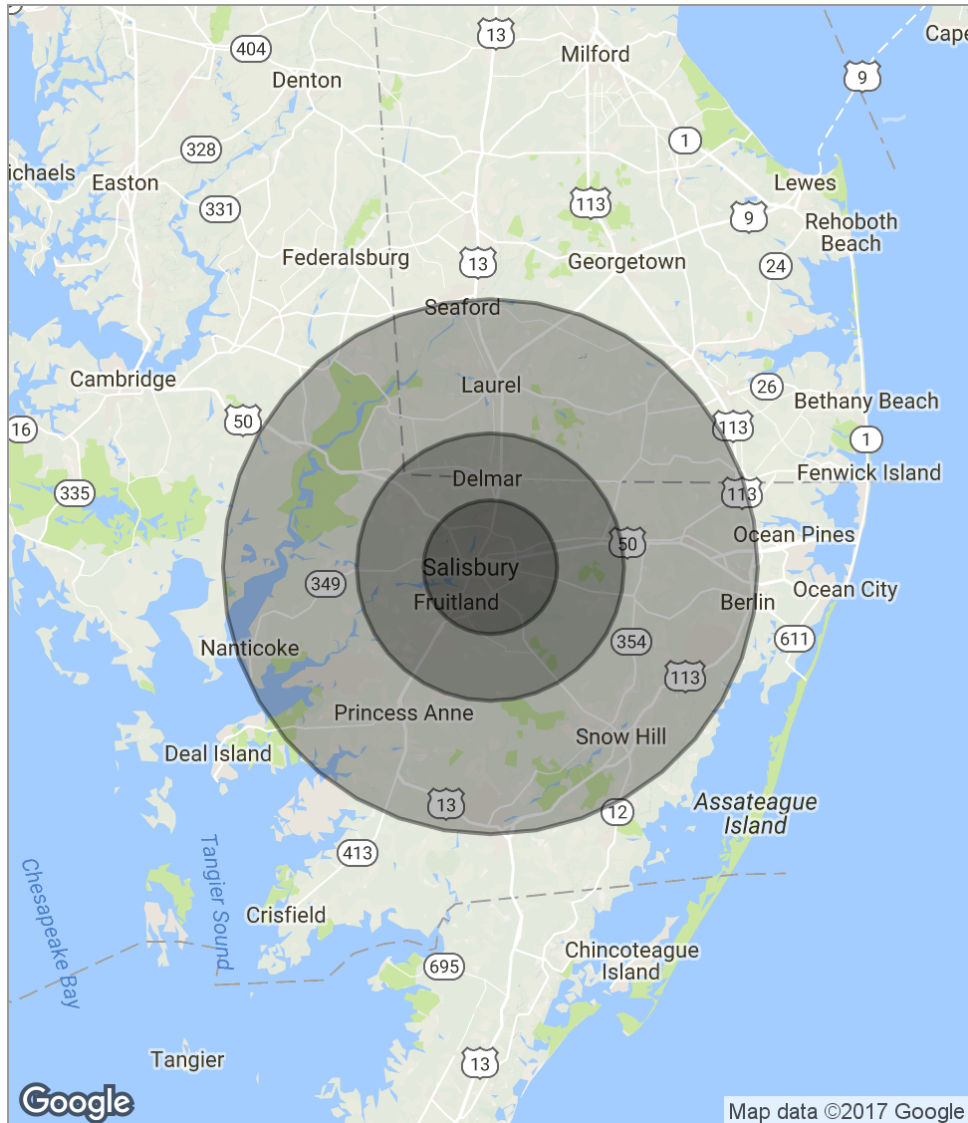 13
404
Milford
Cape
Denton
9
1
328
ichaels
Easton
Lewes
331
113
9
Rehoboth
Beach
Federalsburg
13
Georgetown
24
Seaford
Cambridge
Laurel
26
50
Bethany Beach
16
113
1
Delmar
Fenwick Island
335
113
50
Ocean Pines
Salisbury
349
Ocean City
Fruitland
Berlin
611
354
Nanticoke
113
Princess Anne
Snow Hill
Deal Island
13
12
Assateague
Island
413
Tangier Sound
Chesapeake Bay
Crisfield
Chincoteague
Island
695
Tangier
13
Google
Map data ©2017 Google